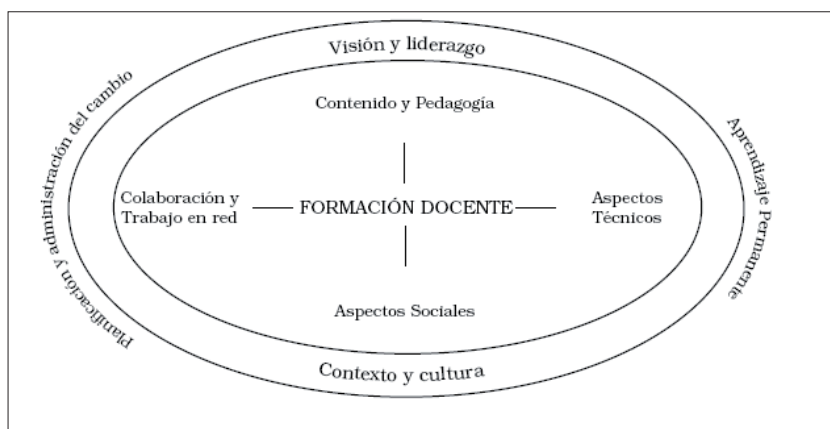 Visión y liderazgo
Contenido y Pedagogía
Planificación y administración del cambio
Colaboración y
Trabajo en red
FORMACIÓN DOCENTE
Aspectos
Técnicos
Aprendizaje Permanente
Aspectos Sociales
Contexto y cultura